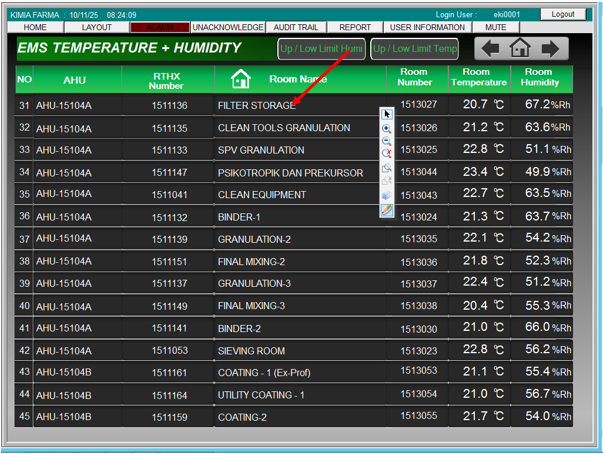 KIMIA FARMA : 10/11/25 08:24:09 Login User : eki0001 Logout
HOME LAYOUT ALARM UNACKNOWLEDGE AUDIT TRAIL REPORT USER INFORMATION MUTE
EMS TEMPERATURE + HUMIDITY Up / Low Limit Humi Up / Low Limit Temp
NO AHU RTHX Number Room Name Room Number Room Temperature Room Humidity
31 AHU-15104A 1511136 FILTER STORAGE 1513027 20.7 ℃ 67.2%Rh
32 AHU-15104A 1511135 CLEAN TOOLS GRANULATION 1513026 21.2 ℃ 63.6%Rh
33 AHU-15104A 1511133 SPV GRANULATION 1513025 22.8 ℃ 51.1%Rh
34 AHU-15104A 1511147 PSIKOTROPIK DAN PREKURSOR 1513044 23.4 ℃ 49.9%Rh
35 AHU-15104A 1511041 CLEAN EQUIPMENT 1513043 22.7 ℃ 63.5%Rh
36 AHU-15104A 1511132 BINDER-1 1513024 21.3 ℃ 63.7%Rh
37 AHU-15104A 1511139 GRANULATION-2 1513035 22.1 ℃ 54.2%Rh
38 AHU-15104A 1511151 FINAL MIXING-2 1513036 21.8 ℃ 52.3%Rh
39 AHU-15104A 1511137 GRANULATION-3 1513037 22.4 ℃ 51.2%Rh
40 AHU-15104A 1511149 FINAL MIXING-3 1513038 20.4 ℃ 55.3%Rh
41 AHU-15104A 1511141 BINDER-2 1513030 21.0 ℃ 66.0%Rh
42 AHU-15104A 1511053 SIEVING ROOM 1513023 22.8 ℃ 56.2%Rh
43 AHU-15104B 1511161 COATING - 1 (Ex-Prof) 1513053 21.1 ℃ 55.4%Rh
44 AHU-15104B 1511164 UTILITY COATING - 1 1513054 21.0 ℃ 56.7%Rh
45 AHU-15104B 1511159 COATING-2 1513055 21.7 ℃ 54.0%Rh